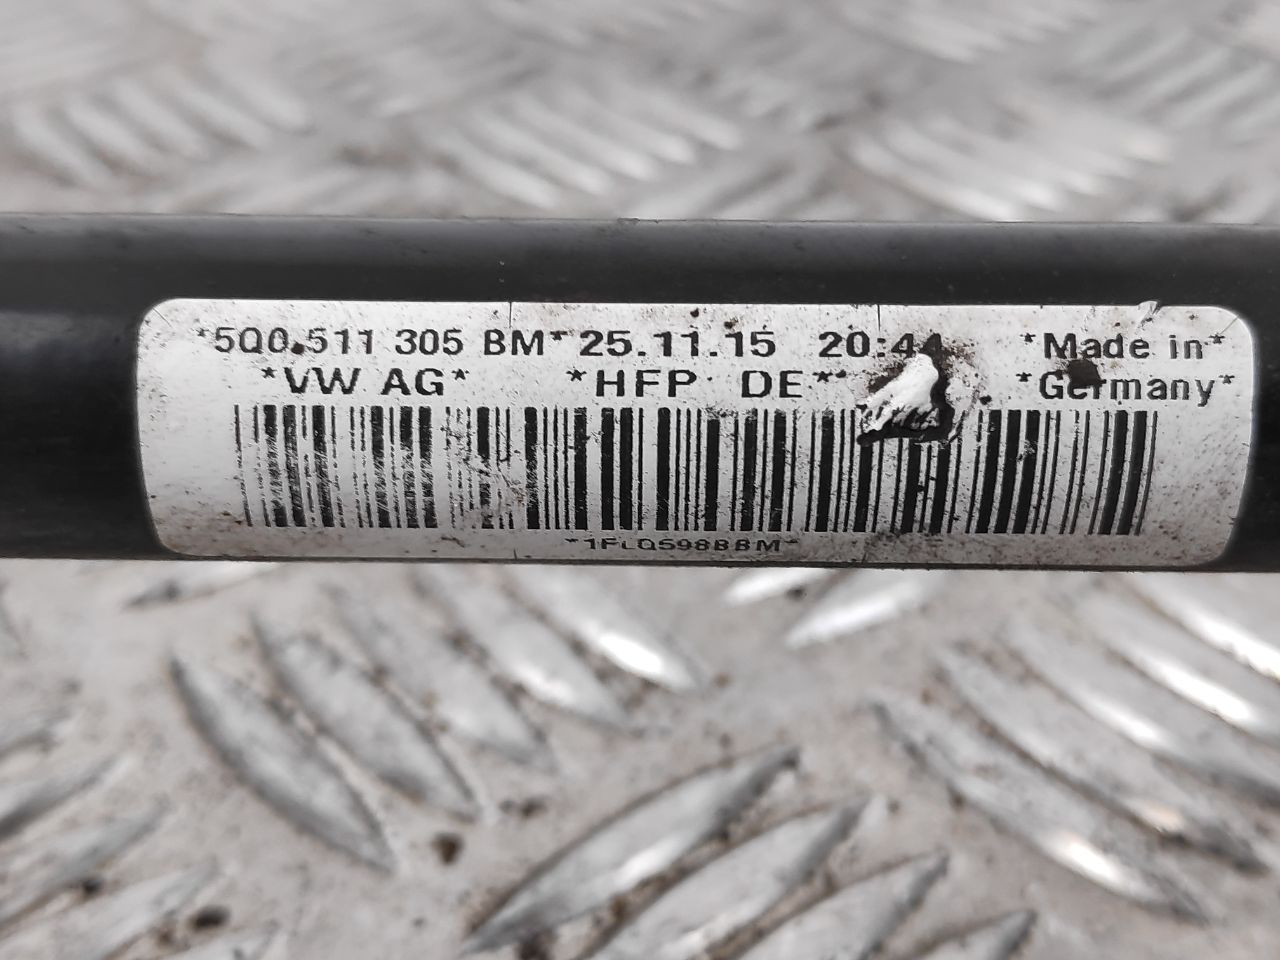 *5Q0.511 305 BM* 25.11.15 20:44 *Made in*
*VW AG* *HFP DE** *Germany*
*1FLQ598BBM*